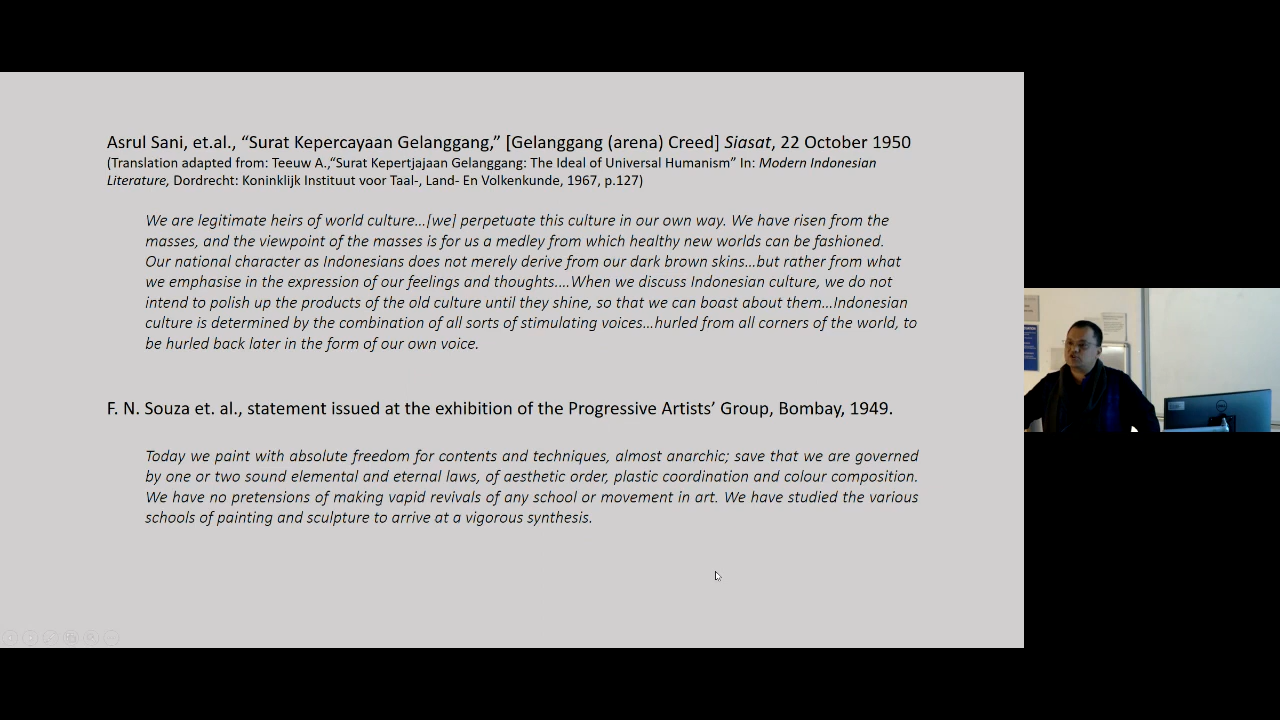 Asrul Sani, et.al., “Surat Kepercayaan Gelanggang,” [Gelanggang (arena) Creed] Siasat, 22 October 1950
(Translation adapted from: Teeuw A.,“Surat Kepertjajaan Gelanggang: The Ideal of Universal Humanism” In: Modern Indonesian
Literature, Dordrecht: Koninklijk Instituut voor Taal-, Land- En Volkenkunde, 1967, p.127)
We are legitimate heirs of world culture…[we] perpetuate this culture in our own way. We have risen from the
masses, and the viewpoint of the masses is for us a medley from which healthy new worlds can be fashioned.
Our national character as Indonesians does not merely derive from our dark brown skins…but rather from what
we emphasise in the expression of our feelings and thoughts.…When we discuss Indonesian culture, we do not
intend to polish up the products of the old culture until they shine, so that we can boast about them…Indonesian
culture is determined by the combination of all sorts of stimulating voices…hurled from all corners of the world, to
be hurled back later in the form of our own voice.
F. N. Souza et. al., statement issued at the exhibition of the Progressive Artists’ Group, Bombay, 1949.
Today we paint with absolute freedom for contents and techniques, almost anarchic; save that we are governed
by one or two sound elemental and eternal laws, of aesthetic order, plastic coordination and colour composition.
We have no pretensions of making vapid revivals of any school or movement in art. We have studied the various
schools of painting and sculpture to arrive at a vigorous synthesis.